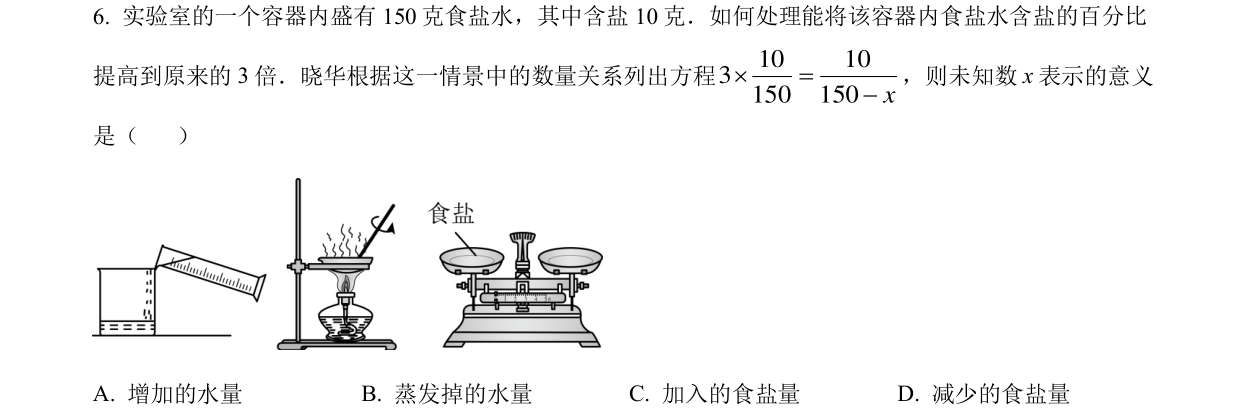 6. 实验室的一个容器内盛有 150 克食盐水，其中含盐 10 克．如何处理能将该容器内食盐水含盐的百分比
提高到原来的 3 倍．晓华根据这一情景中的数量关系列出方程 $3\times\frac{10}{150}=\frac{10}{150-x}$，则未知数 x 表示的意义
是（　　）
食盐
A. 增加的水量 B. 蒸发掉的水量 C. 加入的食盐量 D. 减少的食盐量